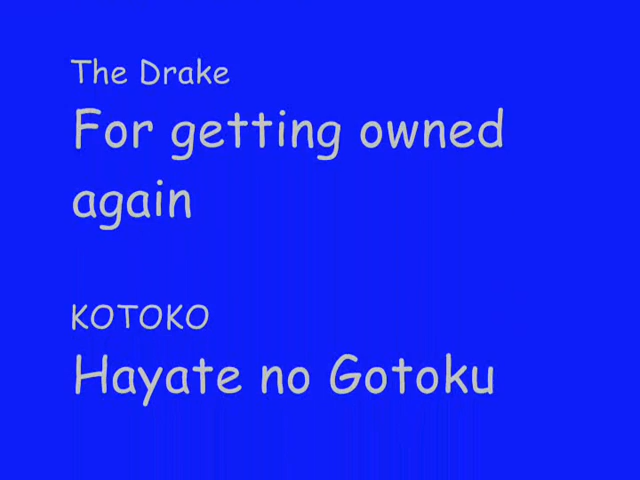 The Drake
For getting owned
again
KOTOKO
Hayate no Gotoku